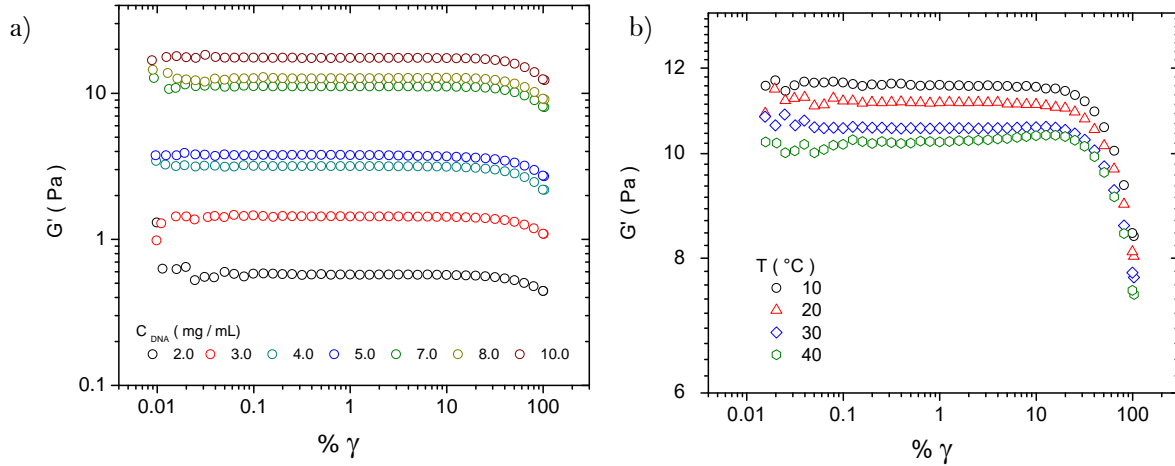 a)
G' ( Pa )
10
1
0.1
C DNA ( mg / mL)
2.0 3.0 4.0 5.0 7.0 8.0 10.0
0.01 0.1 1 10 100
% γ
b)
G' ( Pa )
12
10
8
6
T ( °C )
10
20
30
40
0.01 0.1 1 10 100
% γ